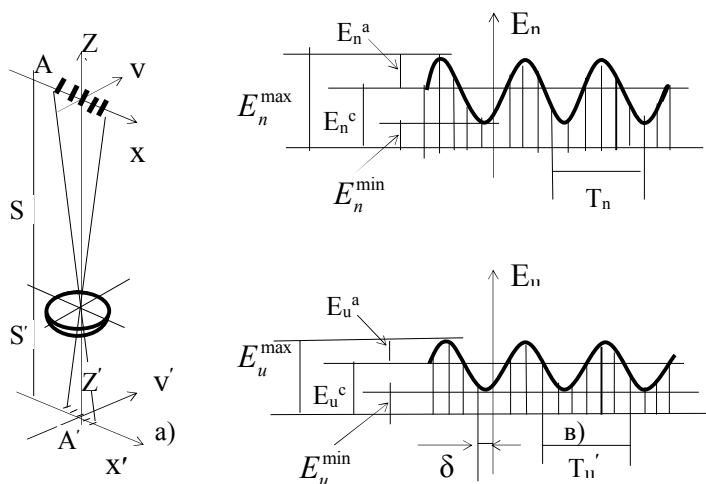 Z
A
v
x
S
S′
Z′
v′
A′
а)
x′
Eₙ
Eₙᵃ
Eₙᶜ
Eₙᵐᵃˣ
Eₙᵐⁱⁿ
Tₙ
Eᵤ
Eᵤᵃ
Eᵤᵐᵃˣ
Eᵤᶜ
Eᵤᵐⁱⁿ
δ
в)
Tᵤ′